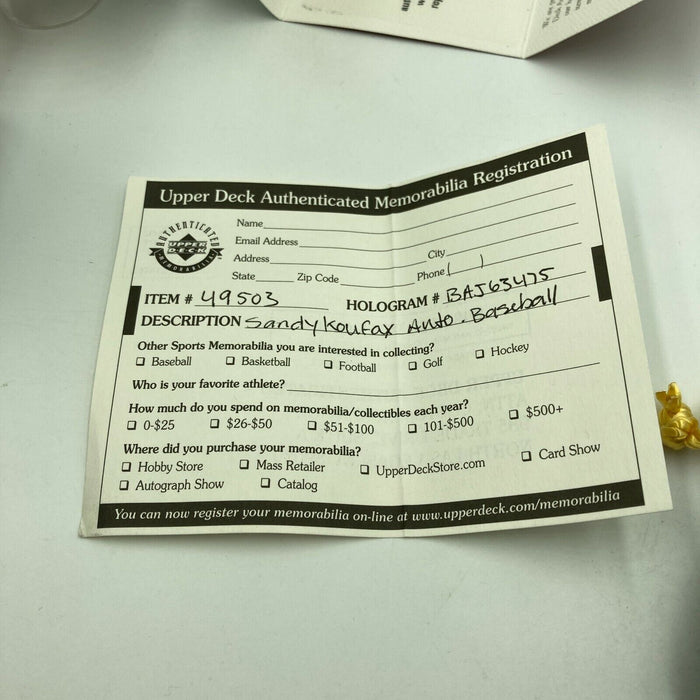 Upper Deck Authenticated Memorabilia Registration
AUTHENTICATED
UPPER
DECK
MEMORABILIA
Name
Email Address
Address City
State Zip Code Phone ( )
ITEM # 49503 HOLOGRAM # BAJ63475
DESCRIPTION Sandy Koufax Auto. Baseball
Other Sports Memorabilia you are interested in collecting?
❑ Baseball ❑ Basketball ❑ Football ❑ Golf ❑ Hockey
Who is your favorite athlete?
How much do you spend on memorabilia/collectibles each year?
❑ 0-$25 ❑ $26-$50 ❑ $51-$100 ❑ 101-$500 ❑ $500+
Where did you purchase your memorabilia?
❑ Hobby Store ❑ Mass Retailer ❑ UpperDeckStore.com ❑ Card Show
❑ Autograph Show ❑ Catalog
You can now register your memorabilia on-line at www.upperdeck.com/memorabilia